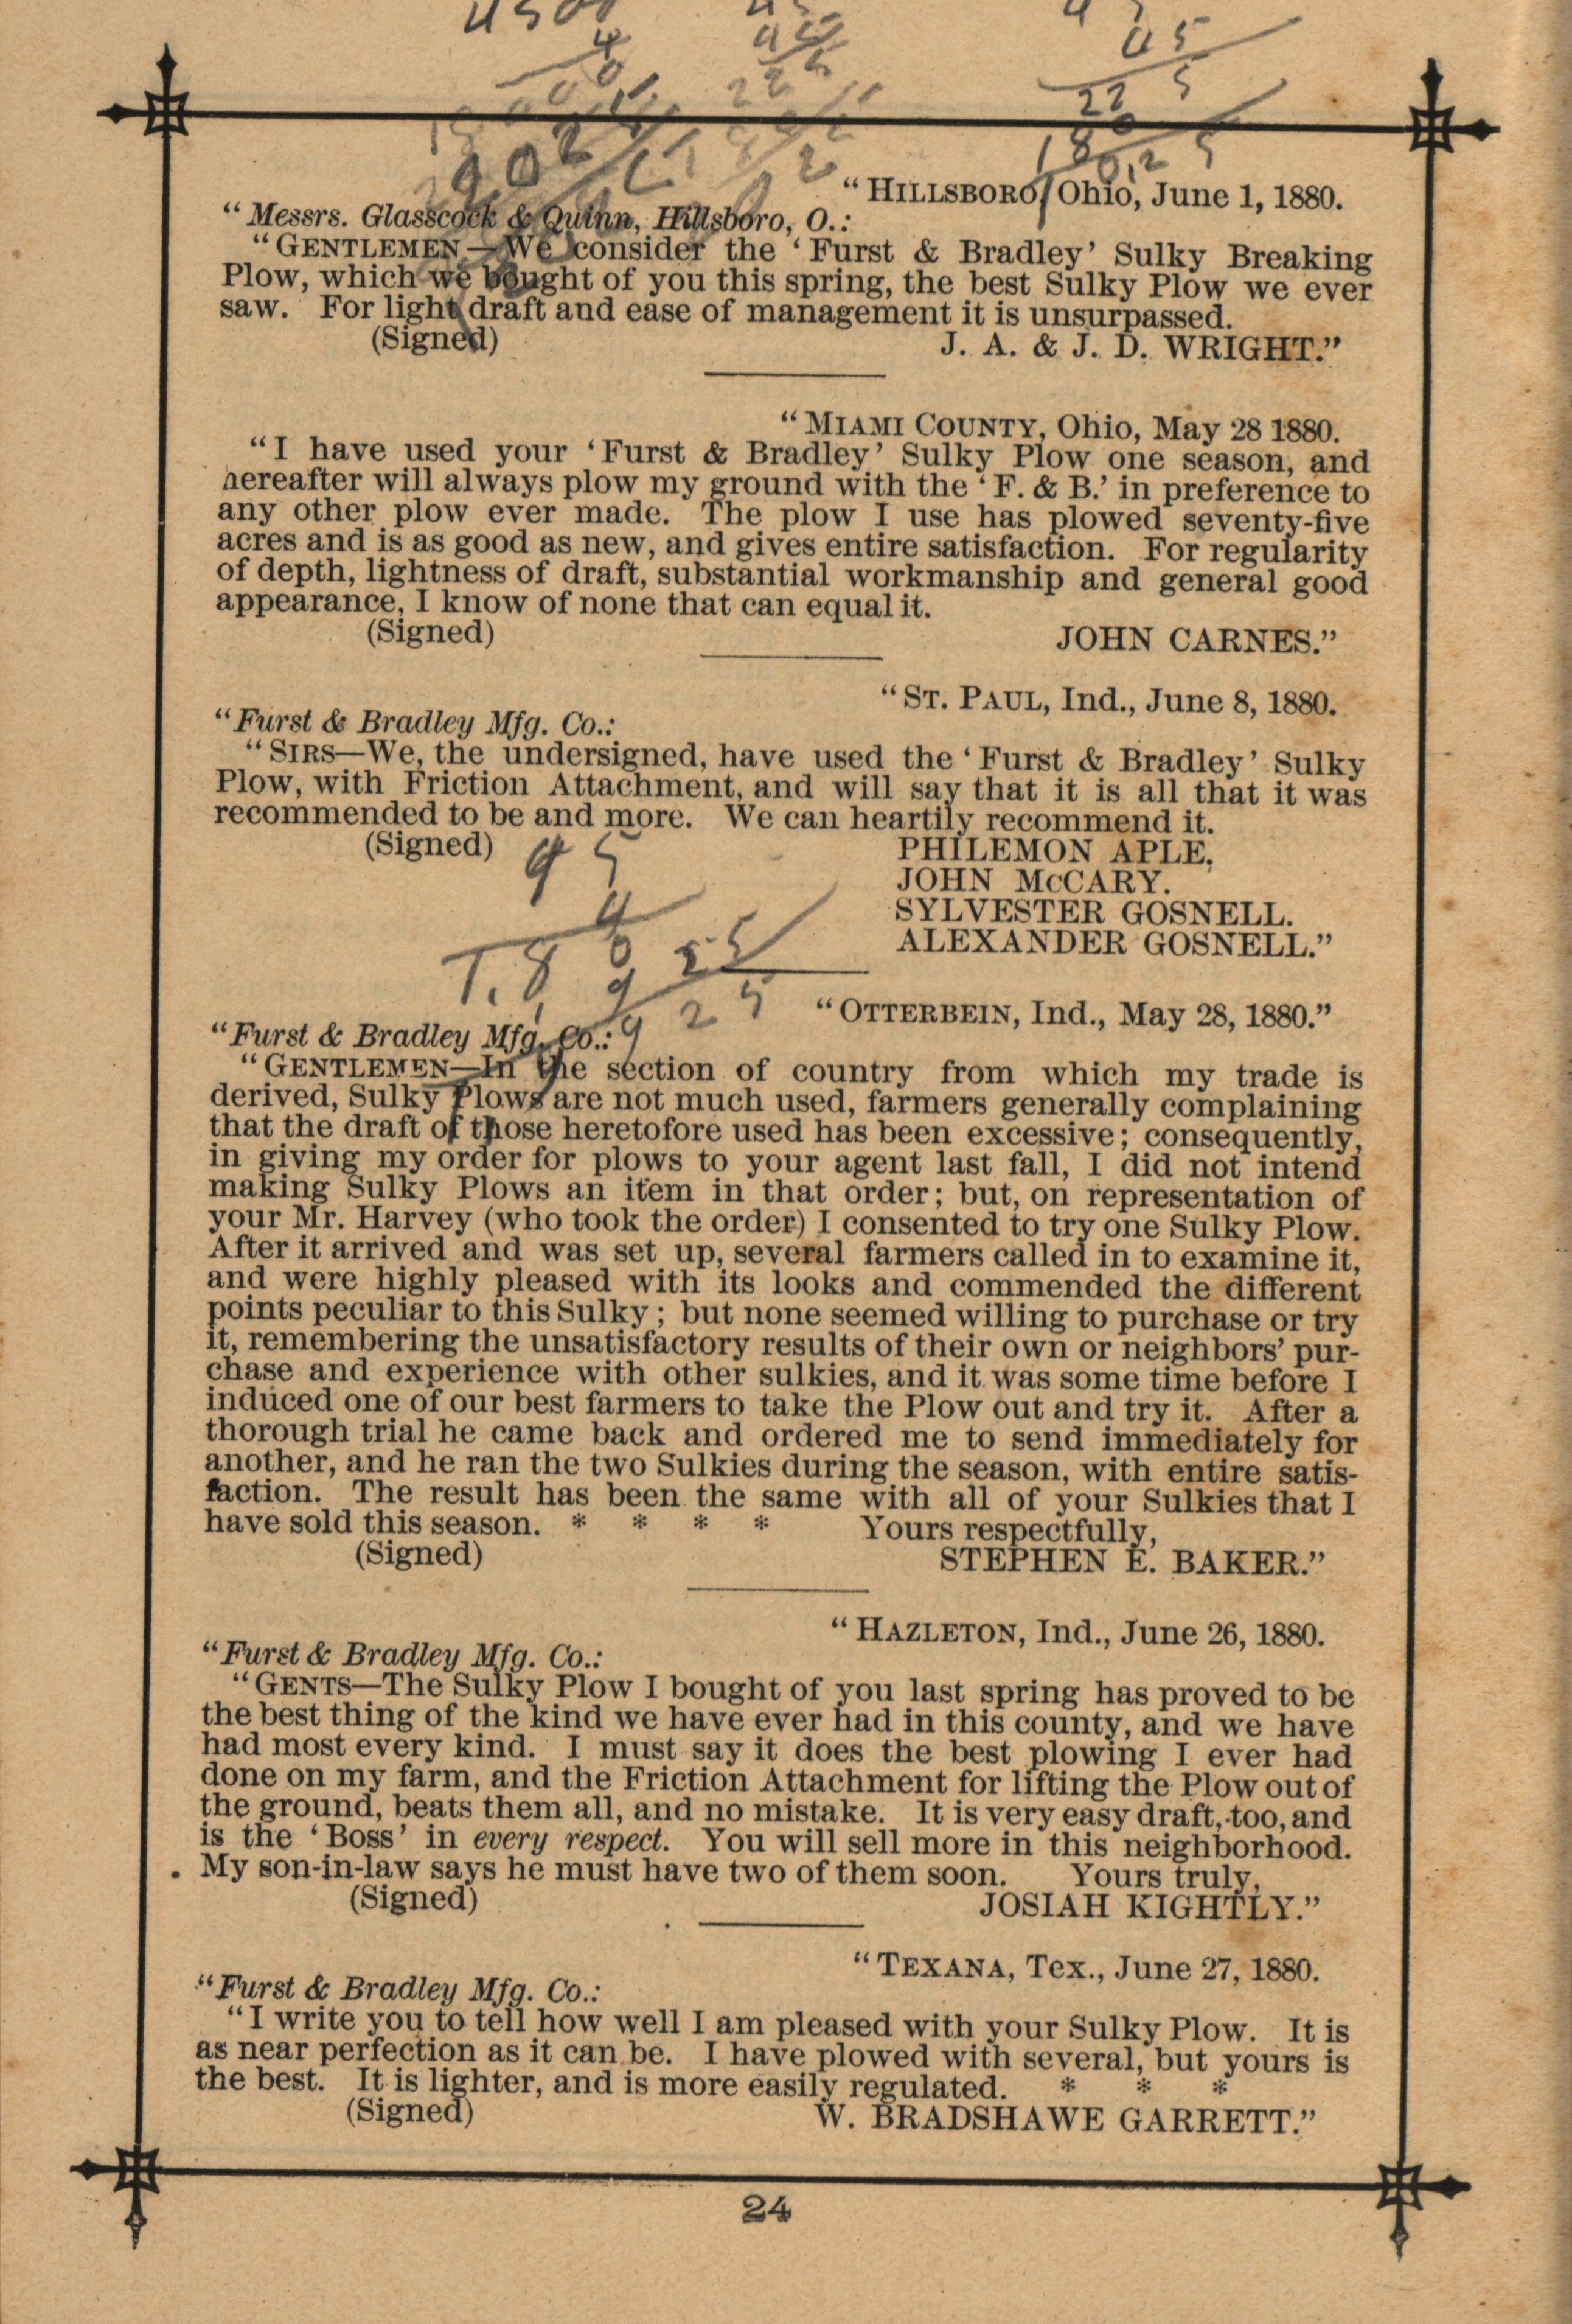 “HILLSBORO, Ohio, June 1, 1880.
“Messrs. Glasscock & Quinn, Hillsboro, O.:
“GENTLEMEN—We consider the ‘Furst & Bradley’ Sulky Breaking
Plow, which we bought of you this spring, the best Sulky Plow we ever
saw. For light draft and ease of management it is unsurpassed.
(Signed) J. A. & J. D. WRIGHT.”
“MIAMI COUNTY, Ohio, May 28 1880.
“I have used your ‘Furst & Bradley’ Sulky Plow one season, and
hereafter will always plow my ground with the ‘F. & B.’ in preference to
any other plow ever made. The plow I use has plowed seventy-five
acres and is as good as new, and gives entire satisfaction. For regularity
of depth, lightness of draft, substantial workmanship and general good
appearance, I know of none that can equal it.
(Signed) JOHN CARNES.”
“ST. PAUL, Ind., June 8, 1880.
“Furst & Bradley Mfg. Co.:
“SIRS—We, the undersigned, have used the ‘Furst & Bradley’ Sulky
Plow, with Friction Attachment, and will say that it is all that it was
recommended to be and more. We can heartily recommend it.
(Signed) PHILEMON APLE,
JOHN McCARY.
SYLVESTER GOSNELL.
ALEXANDER GOSNELL.”
“OTTERBEIN, Ind., May 28, 1880.”
“Furst & Bradley Mfg. Co.:
“GENTLEMEN—In the section of country from which my trade is
derived, Sulky Plows are not much used, farmers generally complaining
that the draft of those heretofore used has been excessive; consequently,
in giving my order for plows to your agent last fall, I did not intend
making Sulky Plows an item in that order; but, on representation of
your Mr. Harvey (who took the order) I consented to try one Sulky Plow.
After it arrived and was set up, several farmers called in to examine it,
and were highly pleased with its looks and commended the different
points peculiar to this Sulky; but none seemed willing to purchase or try
it, remembering the unsatisfactory results of their own or neighbors’ pur-
chase and experience with other sulkies, and it was some time before I
induced one of our best farmers to take the Plow out and try it. After a
thorough trial he came back and ordered me to send immediately for
another, and he ran the two Sulkies during the season, with entire satis-
faction. The result has been the same with all of your Sulkies that I
have sold this season. * * * * Yours respectfully,
(Signed) STEPHEN E. BAKER.”
“HAZLETON, Ind., June 26, 1880.
“Furst & Bradley Mfg. Co.:
“GENTS—The Sulky Plow I bought of you last spring has proved to be
the best thing of the kind we have ever had in this county, and we have
had most every kind. I must say it does the best plowing I ever had
done on my farm, and the Friction Attachment for lifting the Plow out of
the ground, beats them all, and no mistake. It is very easy draft, too, and
is the ‘Boss’ in every respect. You will sell more in this neighborhood.
My son-in-law says he must have two of them soon. Yours truly,
(Signed) JOSIAH KIGHTLY.”
“TEXANA, Tex., June 27, 1880.
“Furst & Bradley Mfg. Co.:
“I write you to tell how well I am pleased with your Sulky Plow. It is
as near perfection as it can be. I have plowed with several, but yours is
the best. It is lighter, and is more easily regulated. * * *
(Signed) W. BRADSHAWE GARRETT.”
24